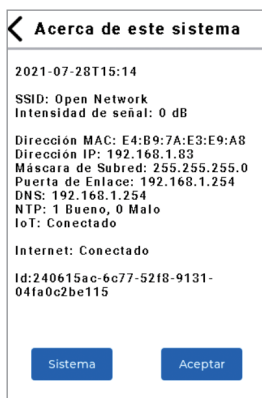 Acerca de este sistema
2021-07-28T15:14
SSID: Open Network
Intensidad de señal: 0 dB
Dirección MAC: E4:B9:7A:E3:E9:A8
Dirección IP: 192.168.1.83
Máscara de Subred: 255.255.255.0
Puerta de Enlace: 192.168.1.254
DNS: 192.168.1.254
NTP: 1 Bueno, 0 Malo
IoT: Conectado
Internet: Conectado
Id:240615ac-6c77-52f8-9131-
04fa0c2be115
Sistema Aceptar